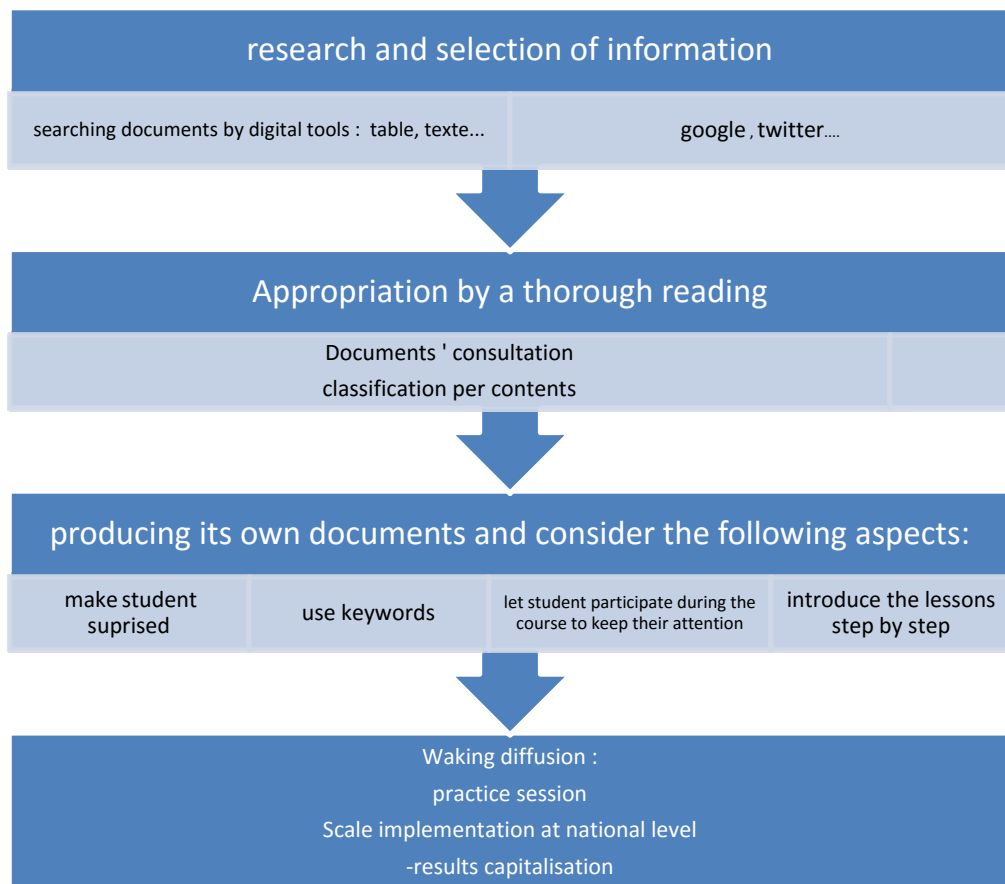 research and selection of information
searching documents by digital tools : table, texte...
google , twitter....
Appropriation by a thorough reading
Documents ' consultation
classification per contents
producing its own documents and consider the following aspects:
make student
suprised
use keywords
let student participate during the
course to keep their attention
introduce the lessons
step by step
Waking diffusion :
practice session
Scale implementation at national level
-results capitalisation